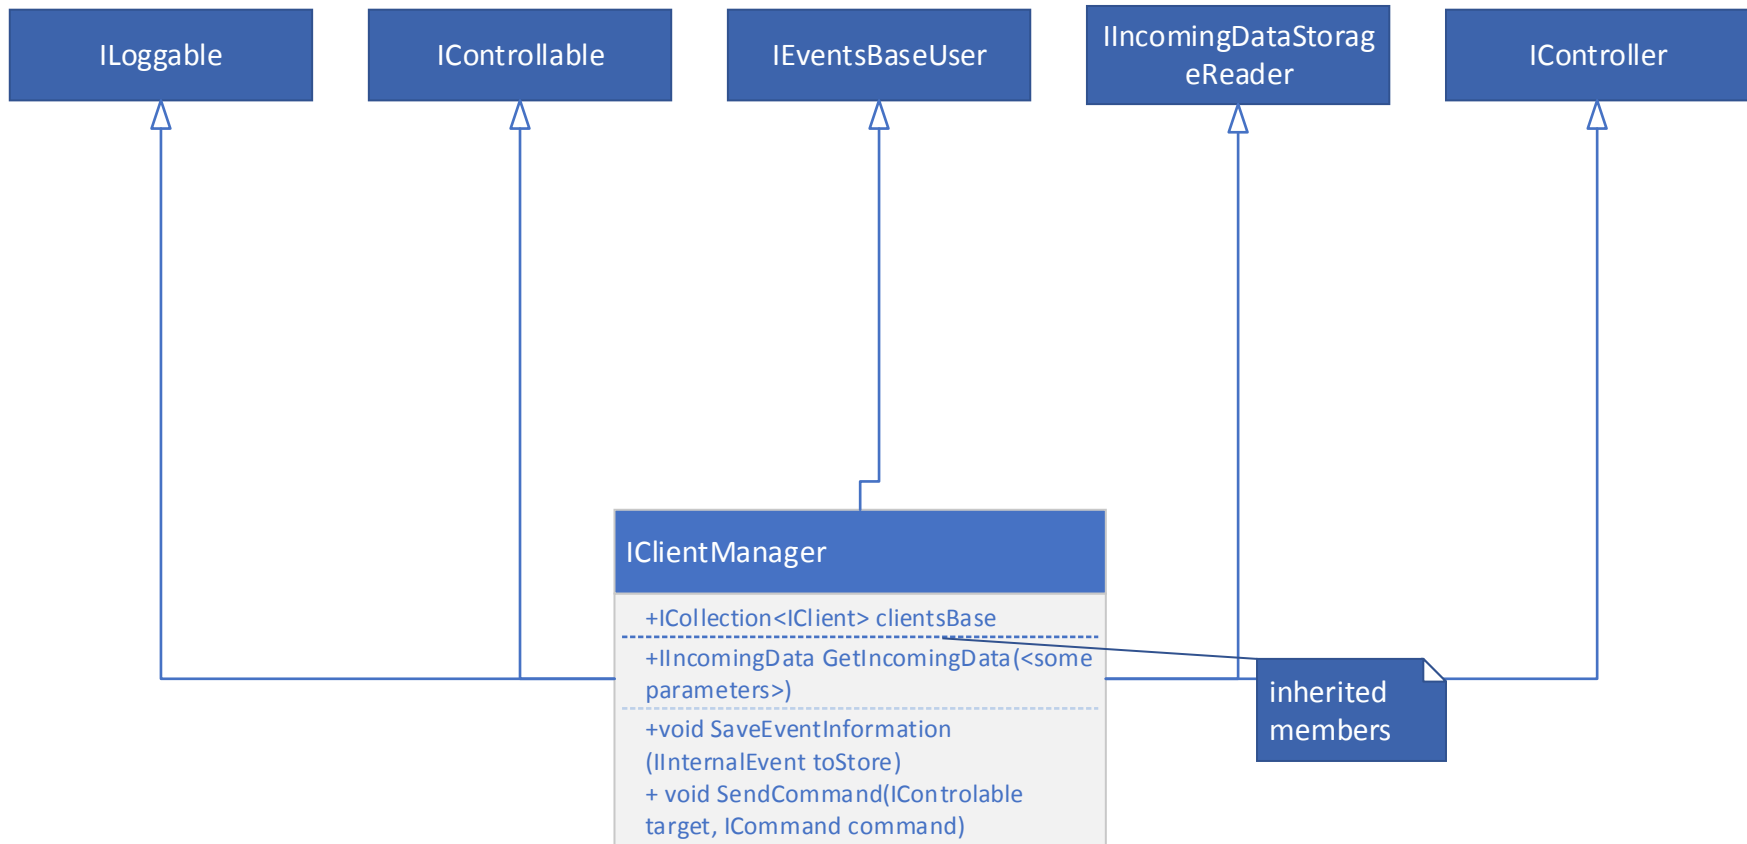 ILoggable
IControllable
IEventsBaseUser
IIncomingDataStorag
eReader
IController
IClientManager
+ICollection<IClient> clientsBase
+IIncomingData GetIncomingData(<some
parameters>)
+void SaveEventInformation
(IInternalEvent toStore)
+ void SendCommand(IControlable
target, ICommand command)
inherited
members